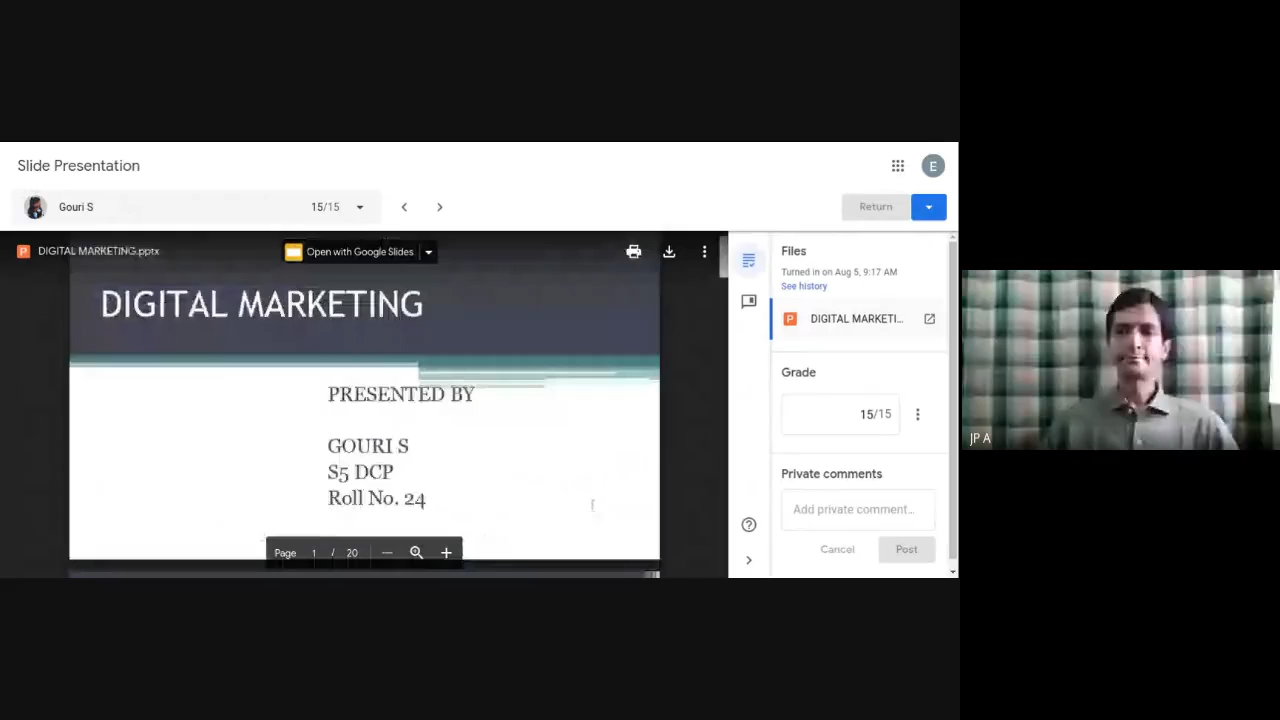 Slide Presentation
E
Gouri S
15/15
Return
P
DIGITAL MARKETING.pptx
Open with Google Slides
DIGITAL MARKETING
PRESENTED BY
GOURI S
S5 DCP
Roll No. 24
Page 1 / 20
Files
Turned in on Aug 5, 9:17 AM
See history
P
DIGITAL MARKETI...
Grade
15/15
Private comments
Add private comment...
Cancel
Post
JP A